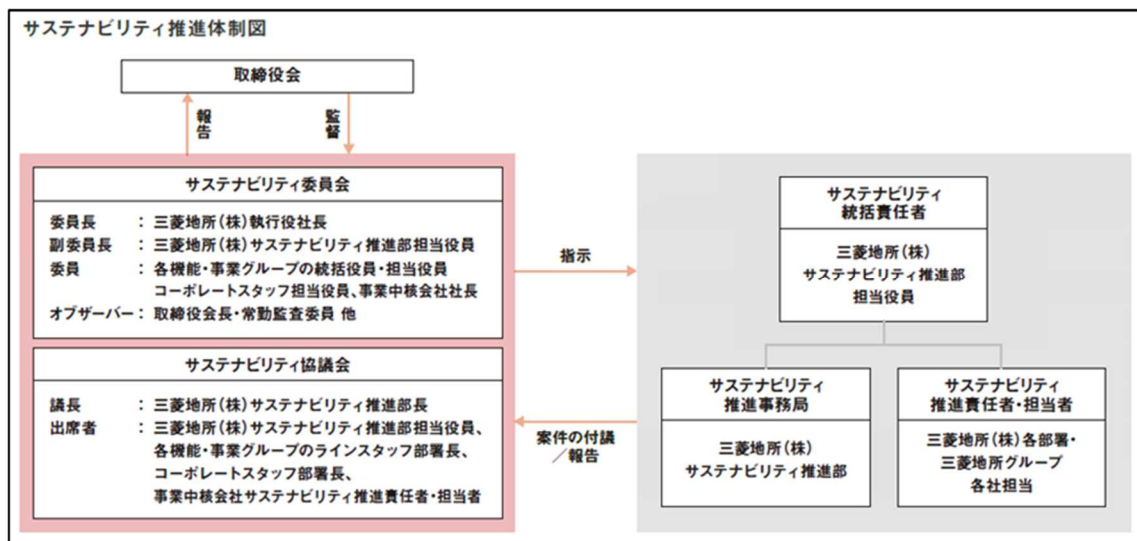 サステナビリティ推進体制図
取締役会
報告
監督
サステナビリティ委員会
委員長 : 三菱地所(株)執行役社長
副委員長 : 三菱地所(株)サステナビリティ推進部担当役員
委員 : 各機能・事業グループの統括役員・担当役員
コーポレートスタッフ担当役員、事業中核会社社長
オブザーバー : 取締役会長・常勤監査委員 他
サステナビリティ協議会
議長 : 三菱地所(株)サステナビリティ推進部長
出席者 : 三菱地所(株)サステナビリティ推進部担当役員、
各機能・事業グループのラインスタッフ部署長、
コーポレートスタッフ部署長、
事業中核会社サステナビリティ推進責任者・担当者
指示
案件の付議
/報告
サステナビリティ
統括責任者
三菱地所(株)
サステナビリティ推進部
担当役員
サステナビリティ
推進事務局
三菱地所(株)
サステナビリティ推進部
サステナビリティ
推進責任者・担当者
三菱地所(株)各部署・
三菱地所グループ
各社担当